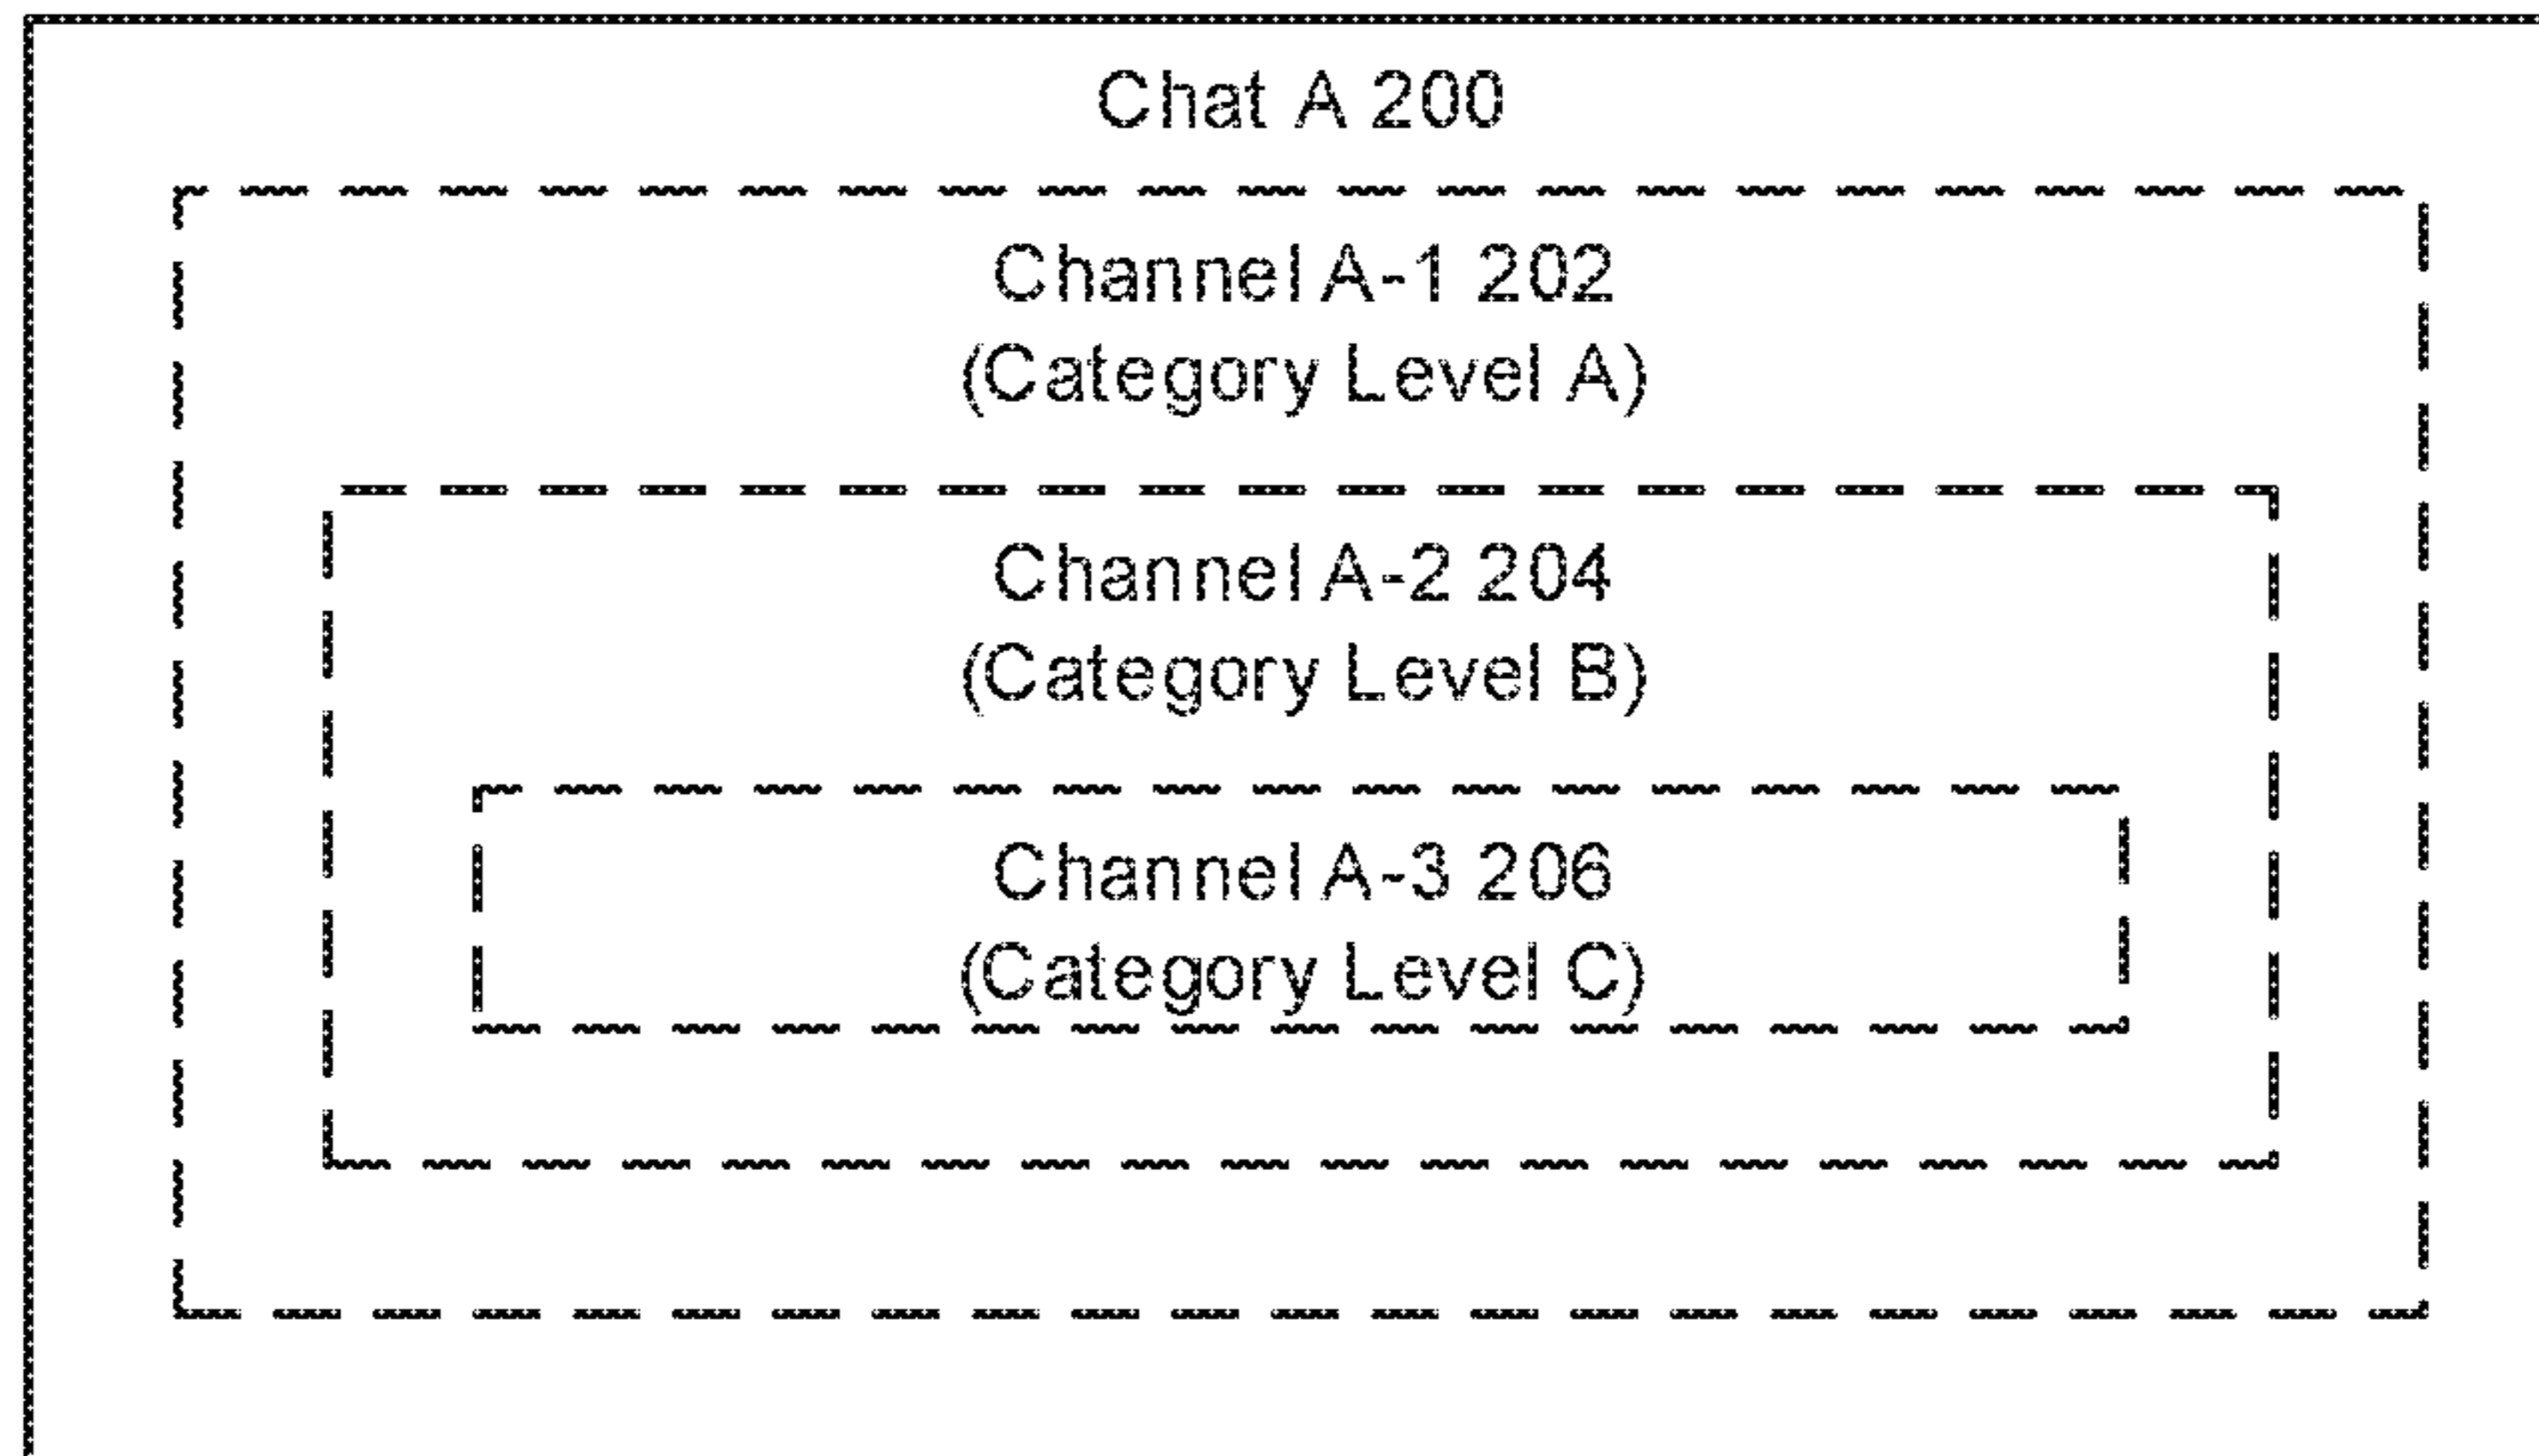 Chat A 200
Channel A-1 202
(Category Level A)
Channel A-2 204
(Category Level B)
Channel A-3 206
(Category Level C)